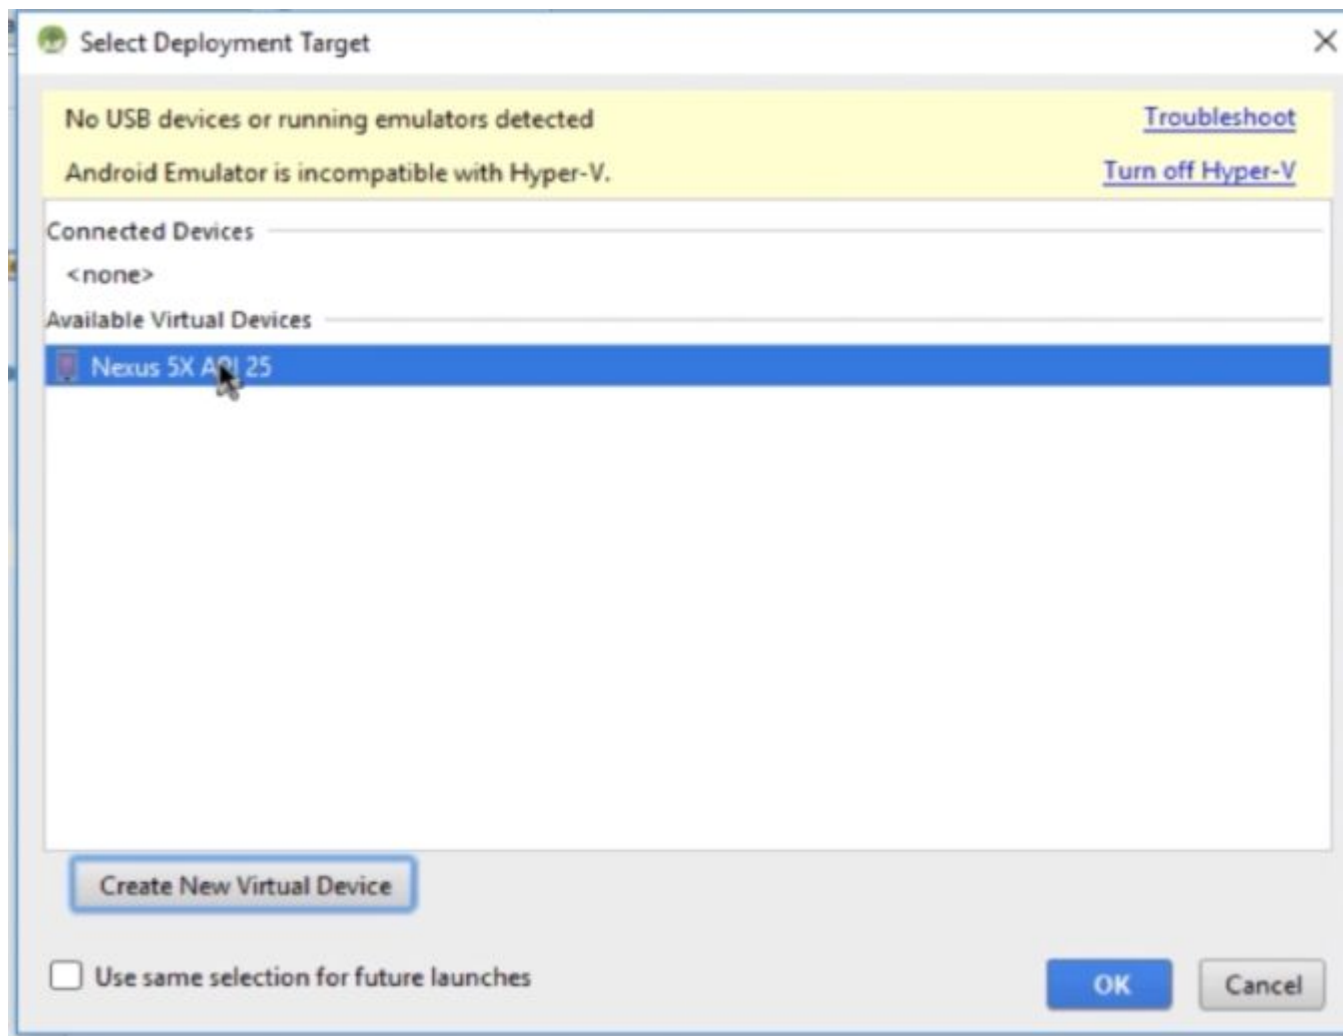 Select Deployment Target
No USB devices or running emulators detected
Troubleshoot
Android Emulator is incompatible with Hyper-V.
Turn off Hyper-V
Connected Devices
<none>
Available Virtual Devices
Nexus 5X API 25
Create New Virtual Device
Use same selection for future launches
OK
Cancel